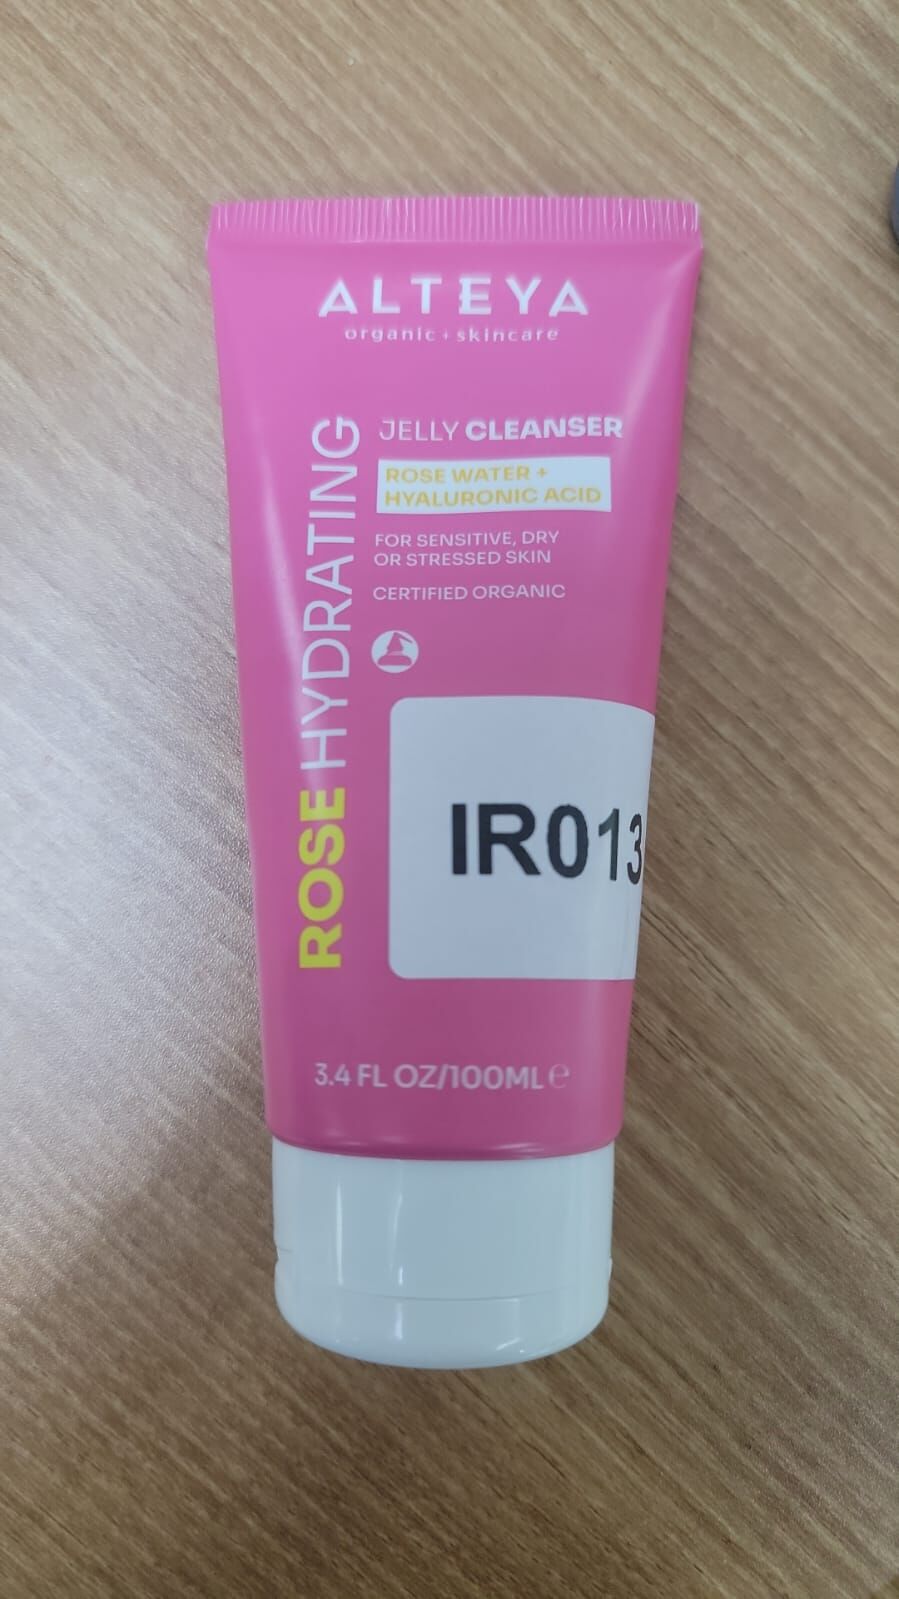 ALTEYA
organic + skincare
ROSE HYDRATING
JELLY CLEANSER
ROSE WATER +
HYALURONIC ACID
FOR SENSITIVE, DRY
OR STRESSED SKIN
CERTIFIED ORGANIC
IR013
3.4 FL OZ/100ML ℮